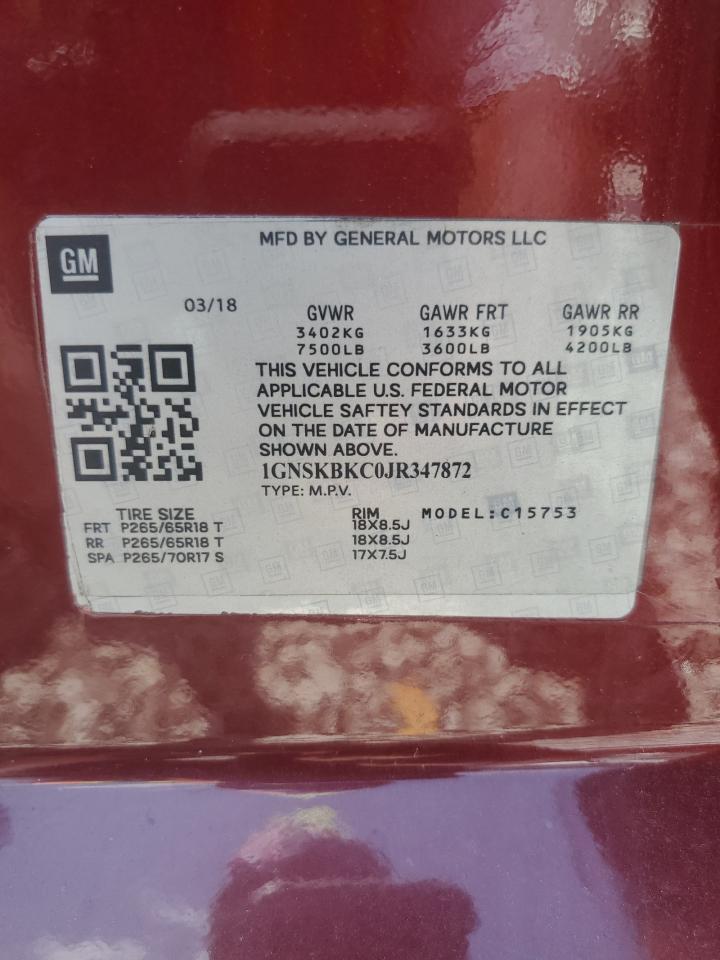 GM
MFD BY GENERAL MOTORS LLC
03/18
GVWR GAWR FRT GAWR RR
3402KG 1633KG 1905KG
7500LB 3600LB 4200LB
THIS VEHICLE CONFORMS TO ALL
APPLICABLE U.S. FEDERAL MOTOR
VEHICLE SAFTEY STANDARDS IN EFFECT
ON THE DATE OF MANUFACTURE
SHOWN ABOVE.
1GNSKBKC0JR347872
TYPE: M.P.V.
TIRE SIZE RIM MODEL:C15753
FRT P265/65R18 T 18X8.5J
RR P265/65R18 T 18X8.5J
SPA P265/70R17 S 17X7.5J